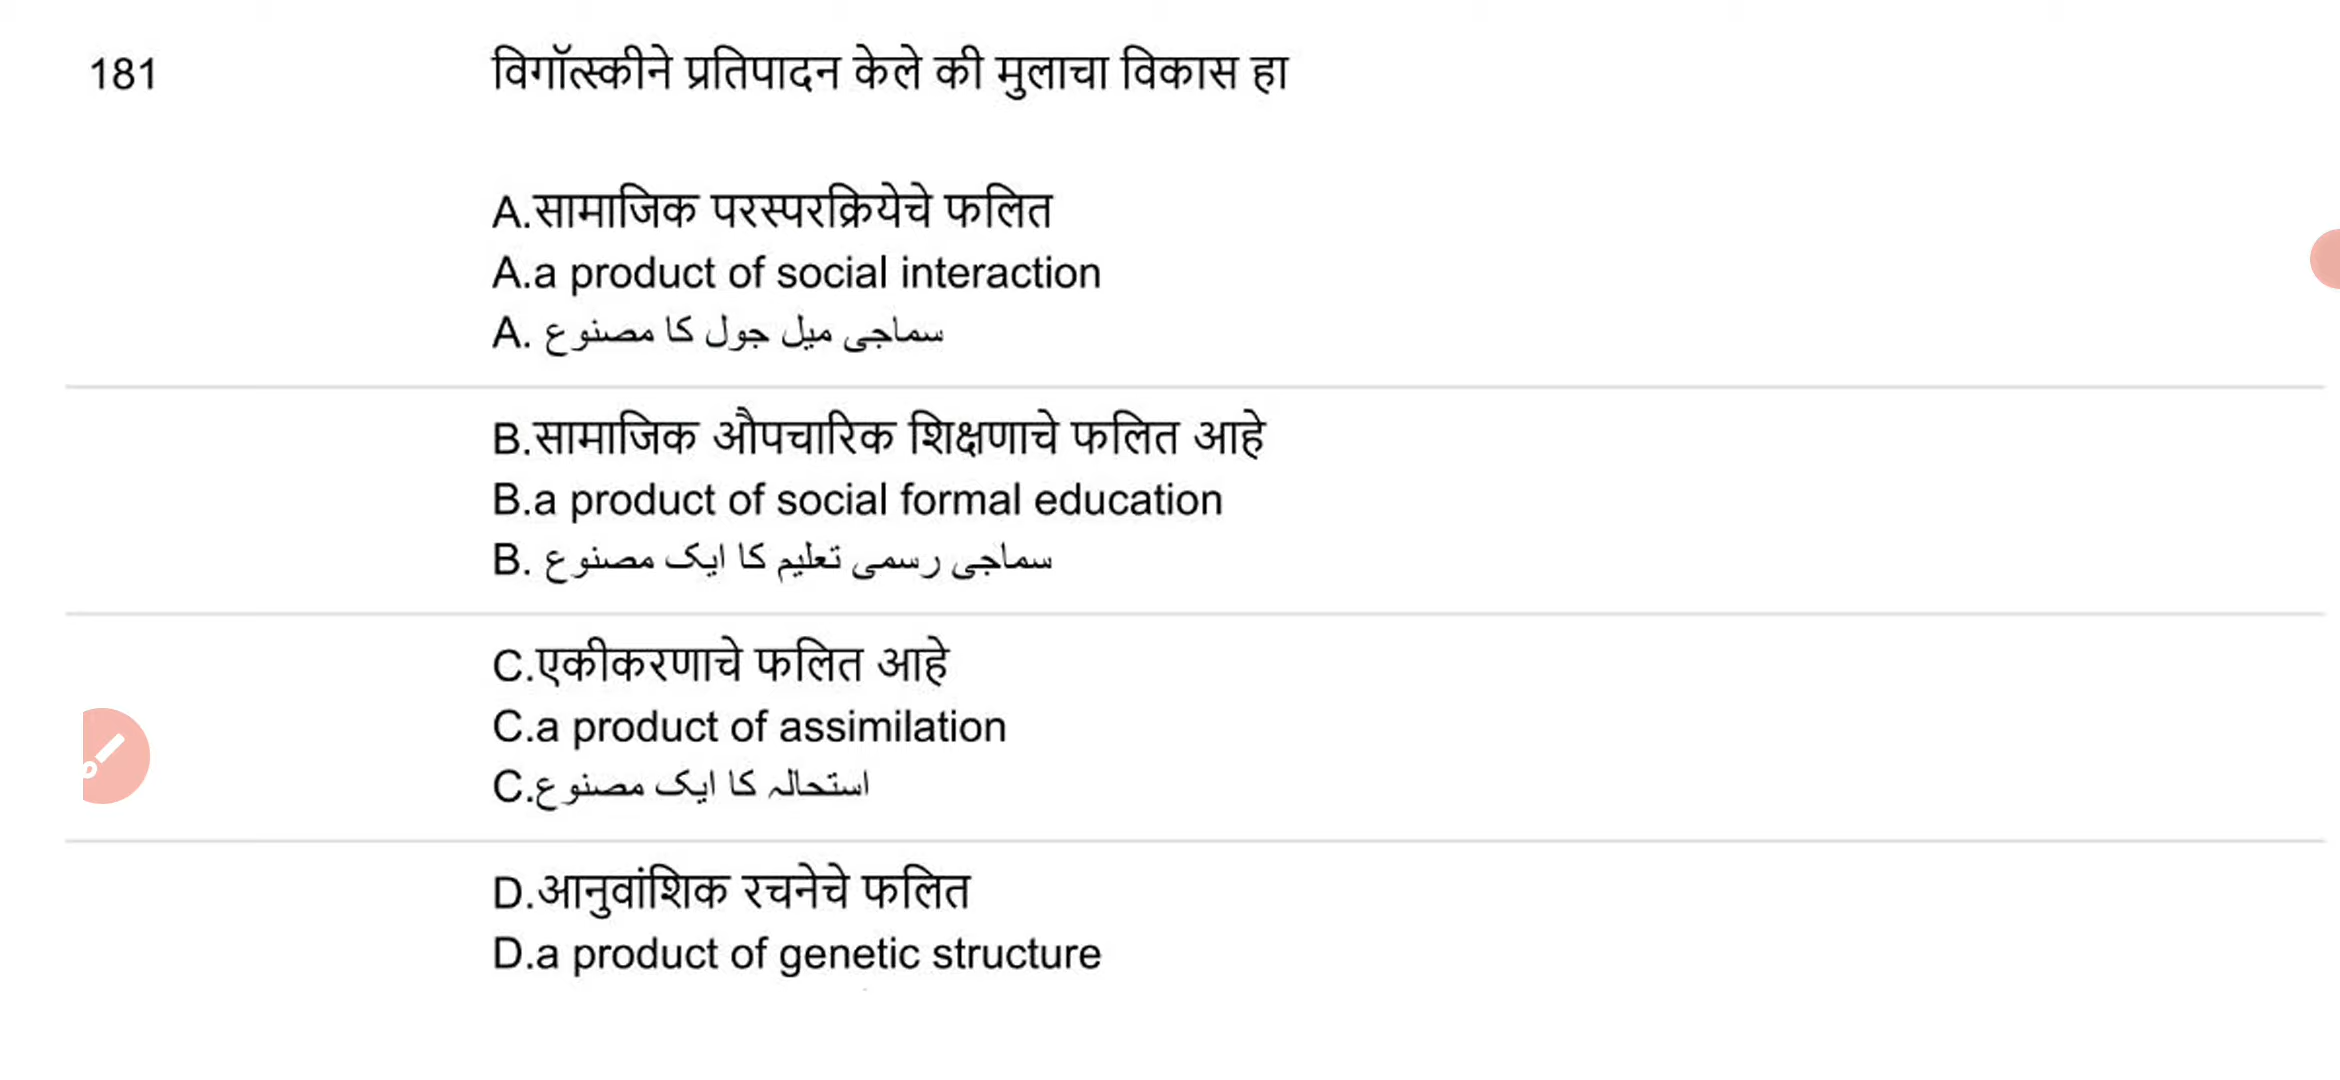 181 विगॉत्स्कीने प्रतिपादन केले की मुलाचा विकास हा
A.सामाजिक परस्परक्रियेचे फलित
A.a product of social interaction
A. سماجی میل جول کا مصنوع
B.सामाजिक औपचारिक शिक्षणाचे फलित आहे
B.a product of social formal education
B. سماجی رسمی تعلیم کا ایک مصنوع
C.एकीकरणाचे फलित आहे
C.a product of assimilation
C.استحالہ کا ایک مصنوع
D.आनुवांशिक रचनेचे फलित
D.a product of genetic structure